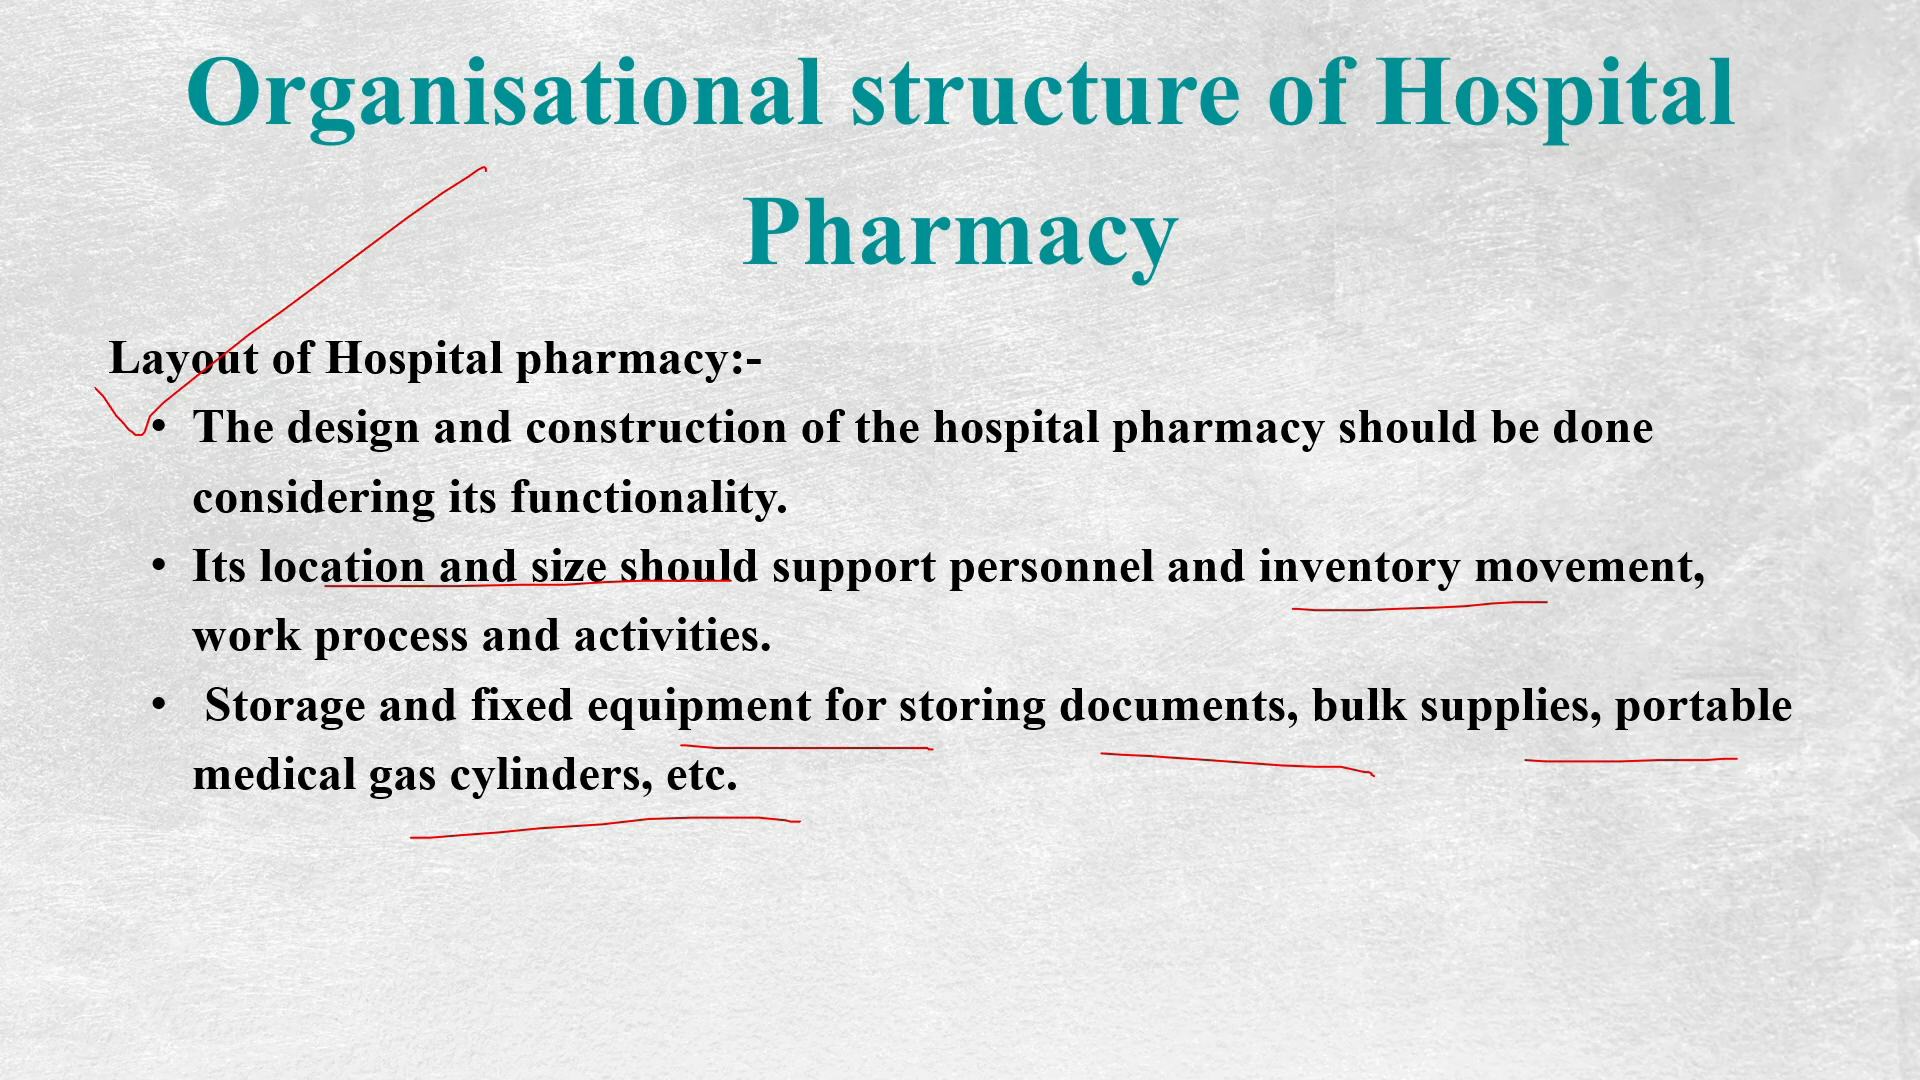 Organisational structure of Hospital
Pharmacy
Layout of Hospital pharmacy:-
• The design and construction of the hospital pharmacy should be done
considering its functionality.
• Its location and size should support personnel and inventory movement,
work process and activities.
• Storage and fixed equipment for storing documents, bulk supplies, portable
medical gas cylinders, etc.